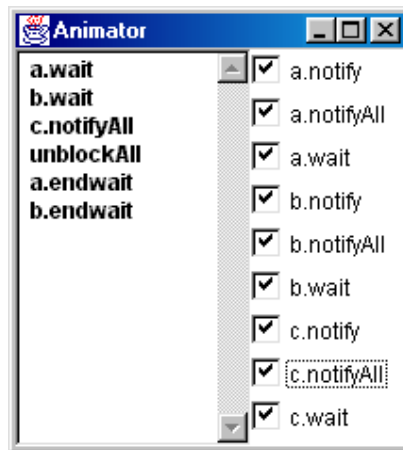 Animator
a.wait
b.wait
c.notifyAll
unblockAll
a.endwait
b.endwait
a.notify
a.notifyAll
a.wait
b.notify
b.notifyAll
b.wait
c.notify
c.notifyAll
c.wait